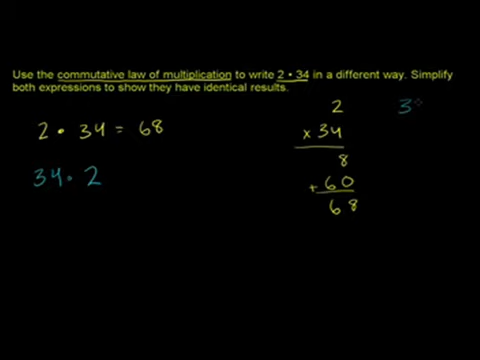 Use the commutative law of multiplication to write 2 • 34 in a different way. Simplify
both expressions to show they have identical results.
2 • 34 = 68
34 • 2
2
x 34
8
+ 60
68
3